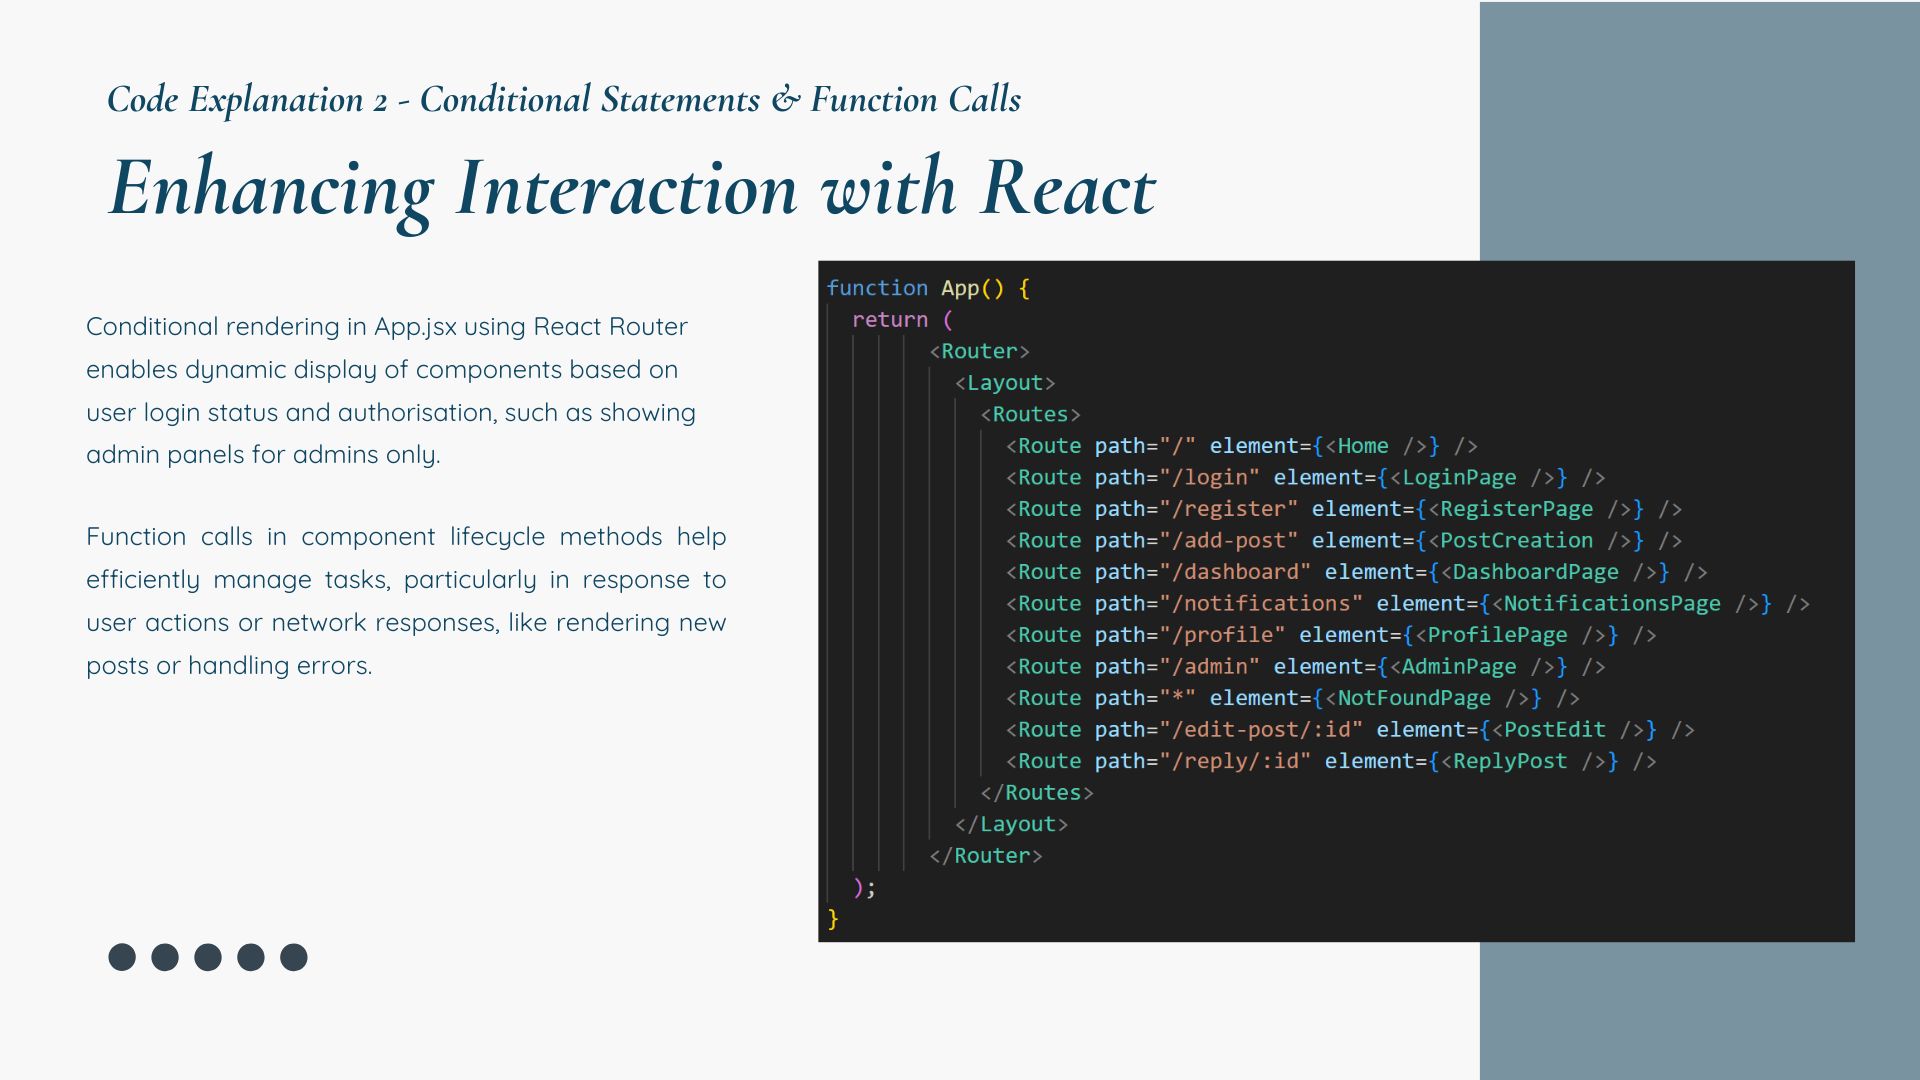 Code Explanation 2 - Conditional Statements & Function Calls
Enhancing Interaction with React
Conditional rendering in App.jsx using React Router
enables dynamic display of components based on
user login status and authorisation, such as showing
admin panels for admins only.
Function calls in component lifecycle methods help
efficiently manage tasks, particularly in response to
user actions or network responses, like rendering new
posts or handling errors.
function App() {
  return (
        <Router>
          <Layout>
            <Routes>
              <Route path="/" element={<Home />} />
              <Route path="/login" element={<LoginPage />} />
              <Route path="/register" element={<RegisterPage />} />
              <Route path="/add-post" element={<PostCreation />} />
              <Route path="/dashboard" element={<DashboardPage />} />
              <Route path="/notifications" element={<NotificationsPage />} />
              <Route path="/profile" element={<ProfilePage />} />
              <Route path="/admin" element={<AdminPage />} />
              <Route path="*" element={<NotFoundPage />} />
              <Route path="/edit-post/:id" element={<PostEdit />} />
              <Route path="/reply/:id" element={<ReplyPost />} />
            </Routes>
          </Layout>
        </Router>
  );
}